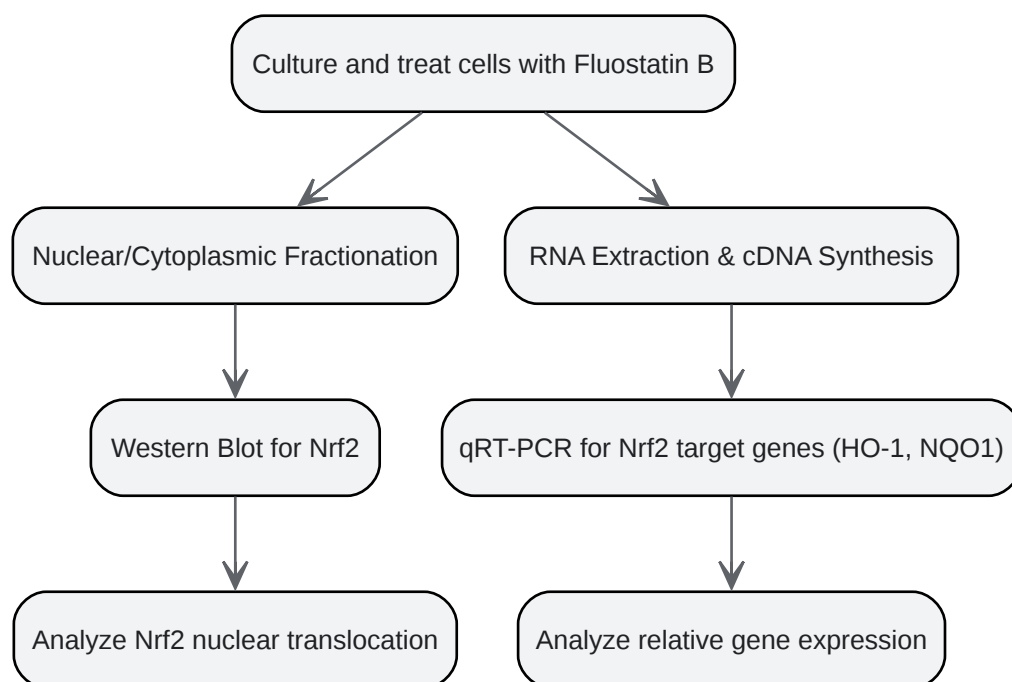 Culture and treat cells with Fluostatin B
Nuclear/Cytoplasmic Fractionation
RNA Extraction & cDNA Synthesis
Western Blot for Nrf2
qRT-PCR for Nrf2 target genes (HO-1, NQO1)
Analyze Nrf2 nuclear translocation
Analyze relative gene expression